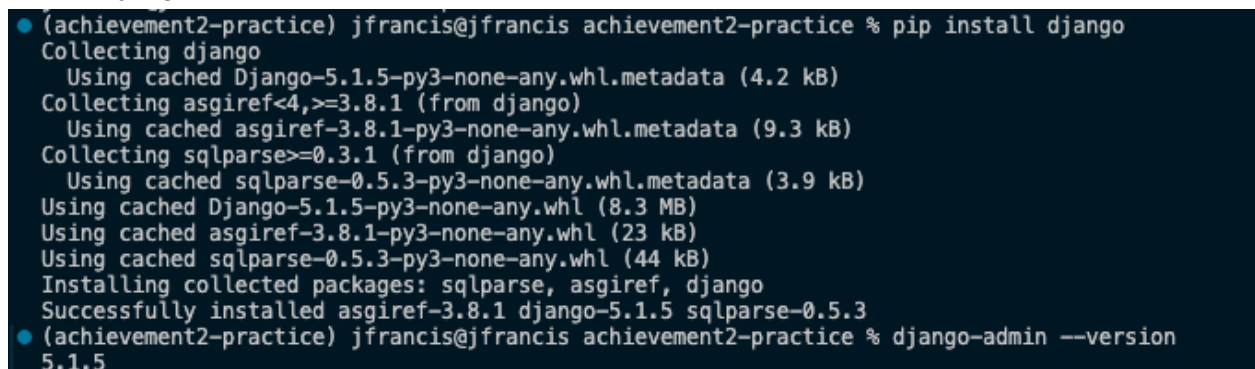 (achievement2-practice) jfrancis@jfrancis achievement2-practice % pip install django
Collecting django
  Using cached Django-5.1.5-py3-none-any.whl.metadata (4.2 kB)
Collecting asgiref<4,>=3.8.1 (from django)
  Using cached asgiref-3.8.1-py3-none-any.whl.metadata (9.3 kB)
Collecting sqlparse>=0.3.1 (from django)
  Using cached sqlparse-0.5.3-py3-none-any.whl.metadata (3.9 kB)
Using cached Django-5.1.5-py3-none-any.whl (8.3 MB)
Using cached asgiref-3.8.1-py3-none-any.whl (23 kB)
Using cached sqlparse-0.5.3-py3-none-any.whl (44 kB)
Installing collected packages: sqlparse, asgiref, django
Successfully installed asgiref-3.8.1 django-5.1.5 sqlparse-0.5.3
(achievement2-practice) jfrancis@jfrancis achievement2-practice % django-admin --version
5.1.5